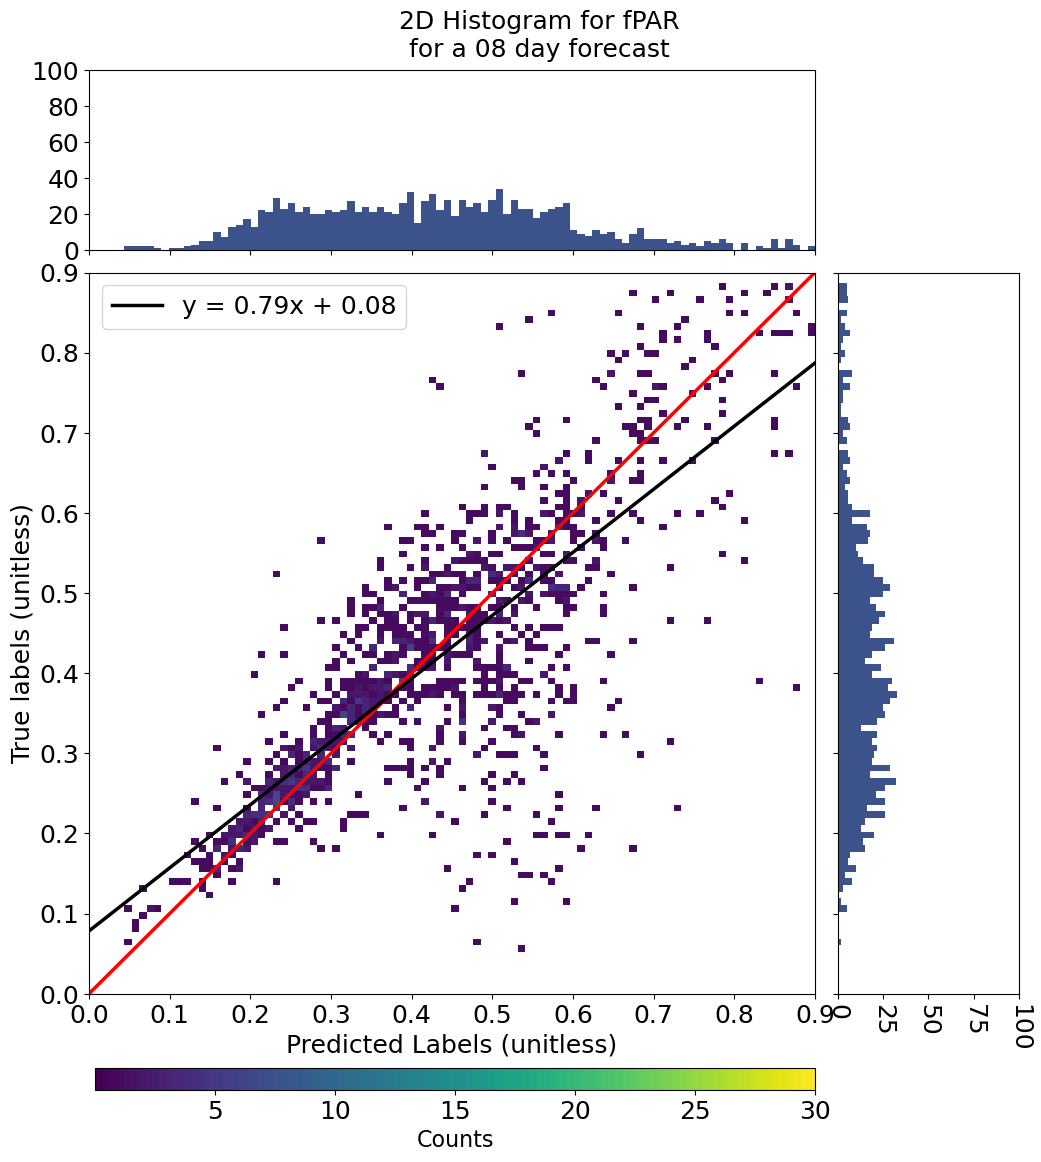 2D Histogram for fPAR
for a 08 day forecast
100
80
60
40
20
0
0.9
0.8
0.7
0.6
0.5
0.4
0.3
0.2
0.1
0.0
True labels (unitless)
y = 0.79x + 0.08
0.0 0.1 0.2 0.3 0.4 0.5 0.6 0.7 0.8 0.9
Predicted Labels (unitless)
0 25 50 75 100
5 10 15 20 25 30
Counts